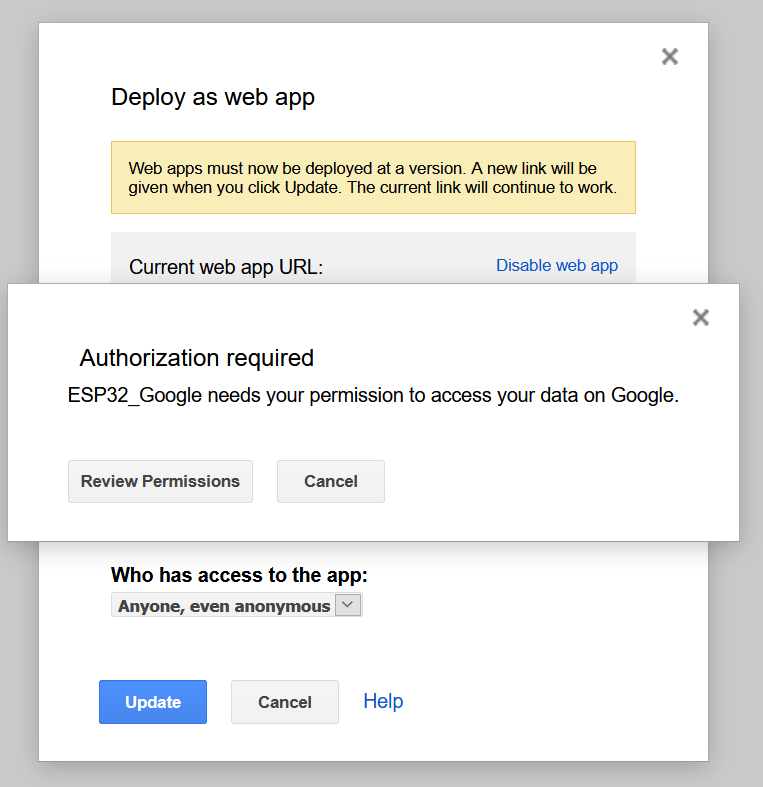 Deploy as web app
Web apps must now be deployed at a version. A new link will be
given when you click Update. The current link will continue to work.
Current web app URL:
Disable web app
Authorization required
ESP32_Google needs your permission to access your data on Google.
Review Permissions
Cancel
Who has access to the app:
Anyone, even anonymous
Update
Cancel
Help